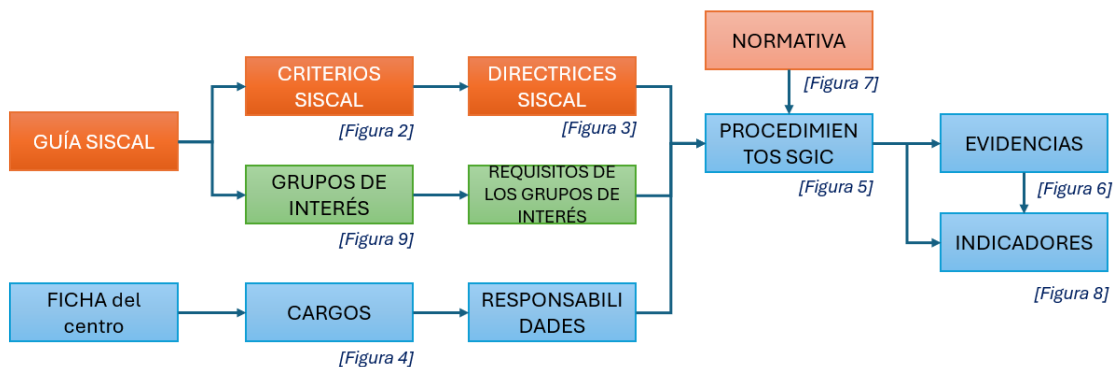 NORMATIVA
[Figura 7]
CRITERIOS
SISCAL
[Figura 2]
DIRECTRICES
SISCAL
[Figura 3]
GUÍA SISCAL
PROCEDIMIEN
TOS SGIC
[Figura 5]
EVIDENCIAS
[Figura 6]
GRUPOS DE
INTERÉS
[Figura 9]
REQUISITOS DE
LOS GRUPOS DE
INTERÉS
INDICADORES
[Figura 8]
FICHA del
centro
CARGOS
[Figura 4]
RESPONSABILI
DADES